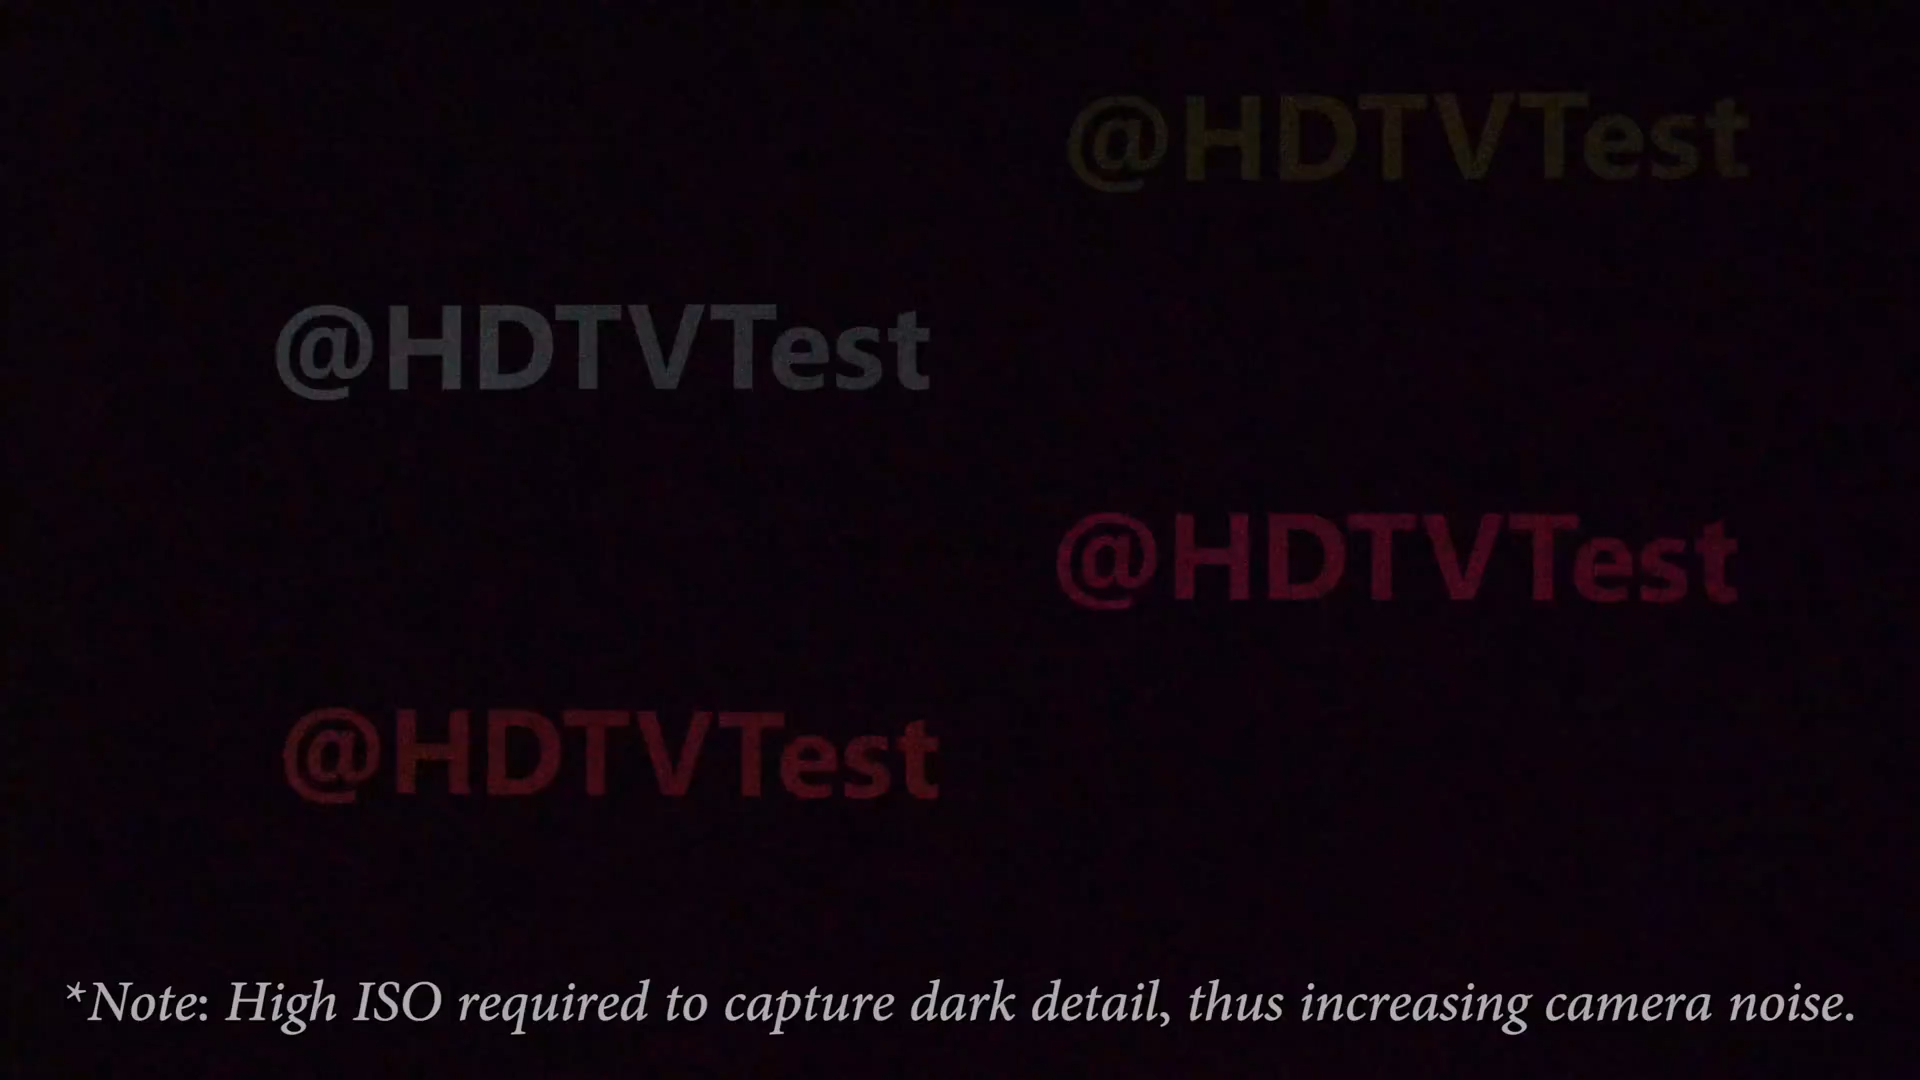 @HDTVTest
@HDTVTest
@HDTVTest
@HDTVTest
*Note: High ISO required to capture dark detail, thus increasing camera noise.